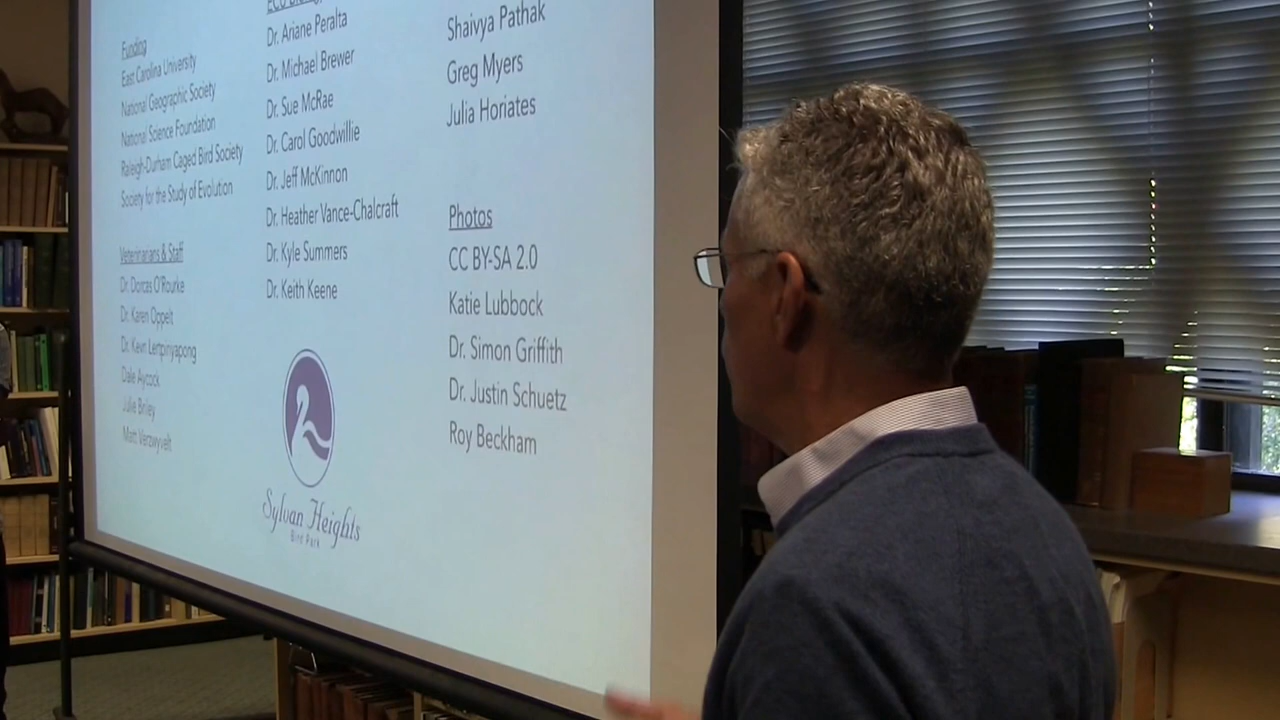 Funding
East Carolina University
National Geographic Society
National Science Foundation
Raleigh-Durham Caged Bird Society
Society for the Study of Evolution
Veterinarians & Staff
Dr. Dorcas O'Rourke
Dr. Karen Oppelt
Dr. Kevin Lertpinyapong
Dale Aycock
Julie Briley
Matt Verzwyvelt
Dr. Ariane Peralta
Dr. Michael Brewer
Dr. Sue McRae
Dr. Carol Goodwillie
Dr. Jeff McKinnon
Dr. Heather Vance-Chalcraft
Dr. Kyle Summers
Dr. Keith Keene
Sylvan Heights
Bird Park
Shaivya Pathak
Greg Myers
Julia Horiates
Photos
CC BY-SA 2.0
Katie Lubbock
Dr. Simon Griffith
Dr. Justin Schuetz
Roy Beckham